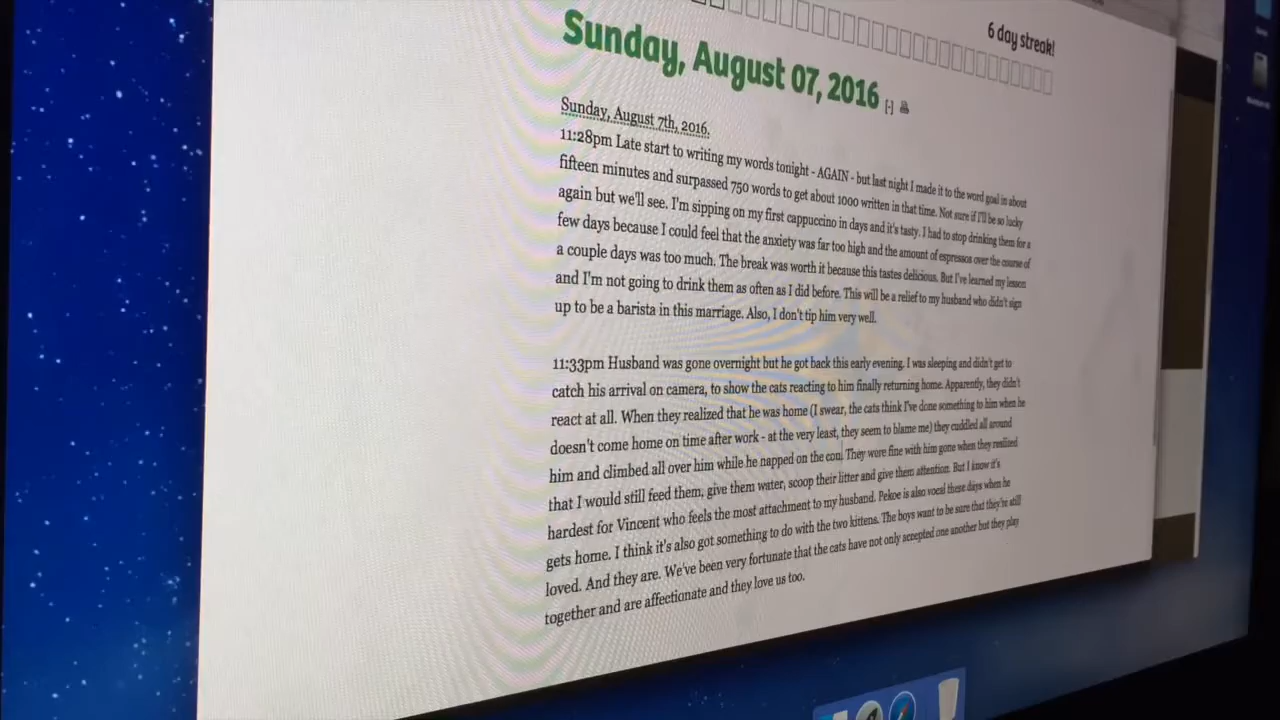 6 day streak!
Sunday, August 07, 2016 [-]
Sunday, August 7th, 2016.
11:28pm Late start to writing my words tonight - AGAIN - but last night I made it to the word goal in about
fifteen minutes and surpassed 750 words to get about 1000 written in that time. Not sure if I'll be so lucky
again but we'll see. I'm sipping on my first cappuccino in days and it's tasty. I had to stop drinking them for a
few days because I could feel that the anxiety was far too high and the amount of espressos over the course of
a couple days was too much. The break was worth it because this tastes delicious. But I've learned my lesson
and I'm not going to drink them as often as I did before. This will be a relief to my husband who didn't sign
up to be a barista in this marriage. Also, I don't tip him very well.
11:33pm Husband was gone overnight but he got back this early evening. I was sleeping and didn't get to
catch his arrival on camera, to show the cats reacting to him finally returning home. Apparently, they didn't
react at all. When they realized that he was home (I swear, the cats think I've done something to him when he
doesn't come home on time after work - at the very least, they seem to blame me) they cuddled all around
him and climbed all over him while he napped on the cou. They were fine with him gone when they realized
that I would still feed them, give them water, scoop their litter and give them attention. But I know it's
hardest for Vincent who feels the most attachment to my husband. Pekoe is also vocal these days when he
gets home. I think it's also got something to do with the two kittens. The boys want to be sure that they're still
loved. And they are. We've been very fortunate that the cats have not only accepted one another but they play
together and are affectionate and they love us too.